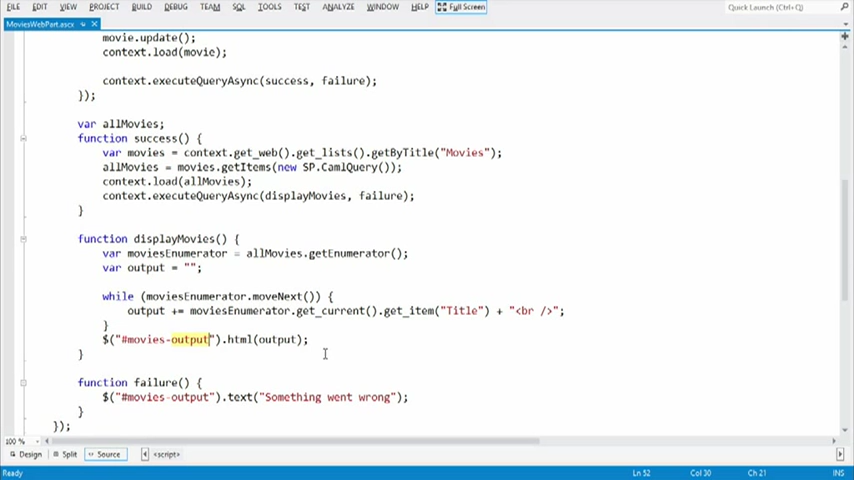 FILE EDIT VIEW PROJECT BUILD DEBUG TEAM SQL TOOLS TEST ANALYZE WINDOW HELP Full Screen Quick Launch (Ctrl+Q)
MoviesWebPart.ascx
movie.update();
context.load(movie);
context.executeQueryAsync(success, failure);
});
var allMovies;
function success() {
var movies = context.get_web().get_lists().getByTitle("Movies");
allMovies = movies.getItems(new SP.CamlQuery());
context.load(allMovies);
context.executeQueryAsync(displayMovies, failure);
}
function displayMovies() {
var moviesEnumerator = allMovies.getEnumerator();
var output = "";
while (moviesEnumerator.moveNext()) {
output += moviesEnumerator.get_current().get_item("Title") + "<br />";
}
$("#movies-output").html(output);
}
function failure() {
$("#movies-output").text("Something went wrong");
}
});
100 %
Design Split Source <script>
Ready Ln 52 Col 30 Ch 21 INS